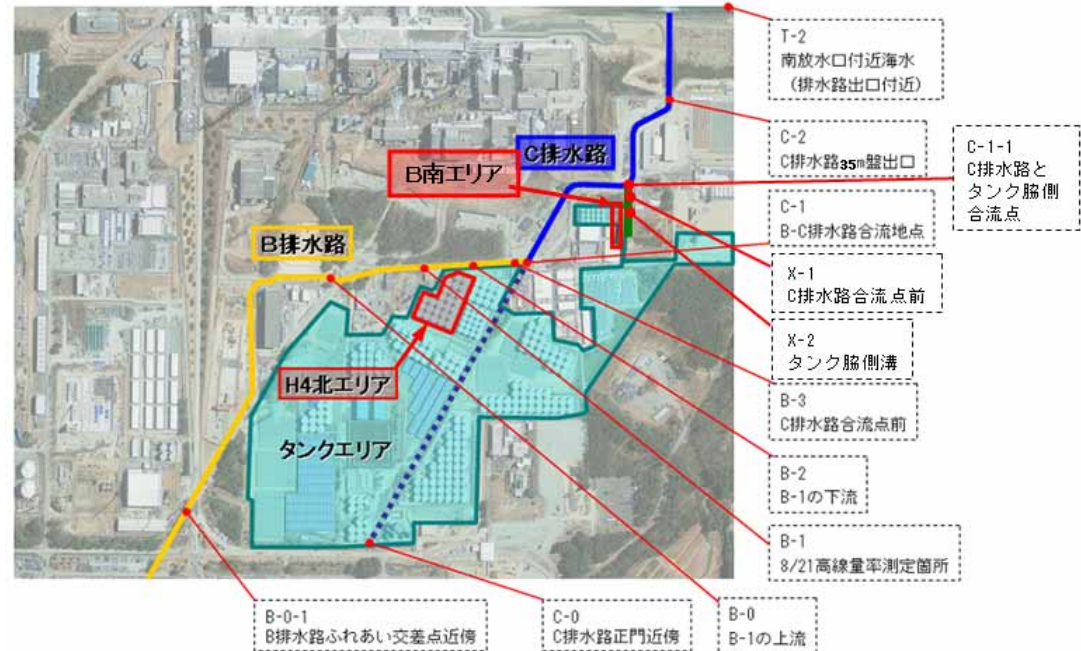 T-2
南放水口付近海水
(排水路出口付近)
C-2
C排水路35m盤出口
C-1-1
C排水路と
タンク脇側
合流点
C排水路
B南エリア
C-1
B-C排水路合流地点
B排水路
X-1
C排水路合流点前
X-2
タンク脇側溝
H4北エリア
B-3
C排水路合流点前
タンクエリア
B-2
B-1の下流
B-1
8/21高線量率測定箇所
B-0-1
B排水路ふれあい交差点近傍
C-0
C排水路正門近傍
B-0
B-1の上流